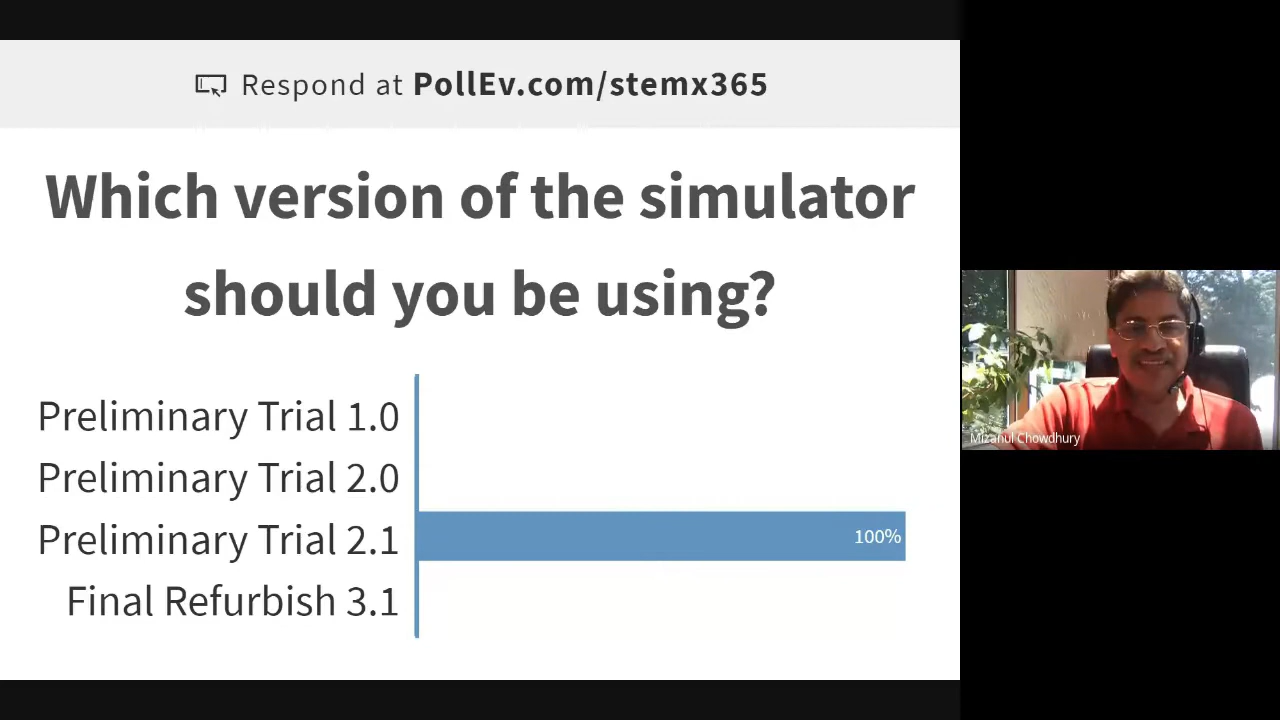 Respond at PollEv.com/stemx365
Which version of the simulator
should you be using?
Preliminary Trial 1.0
Preliminary Trial 2.0
Preliminary Trial 2.1
100%
Final Refurbish 3.1
Mizanul Chowdhury